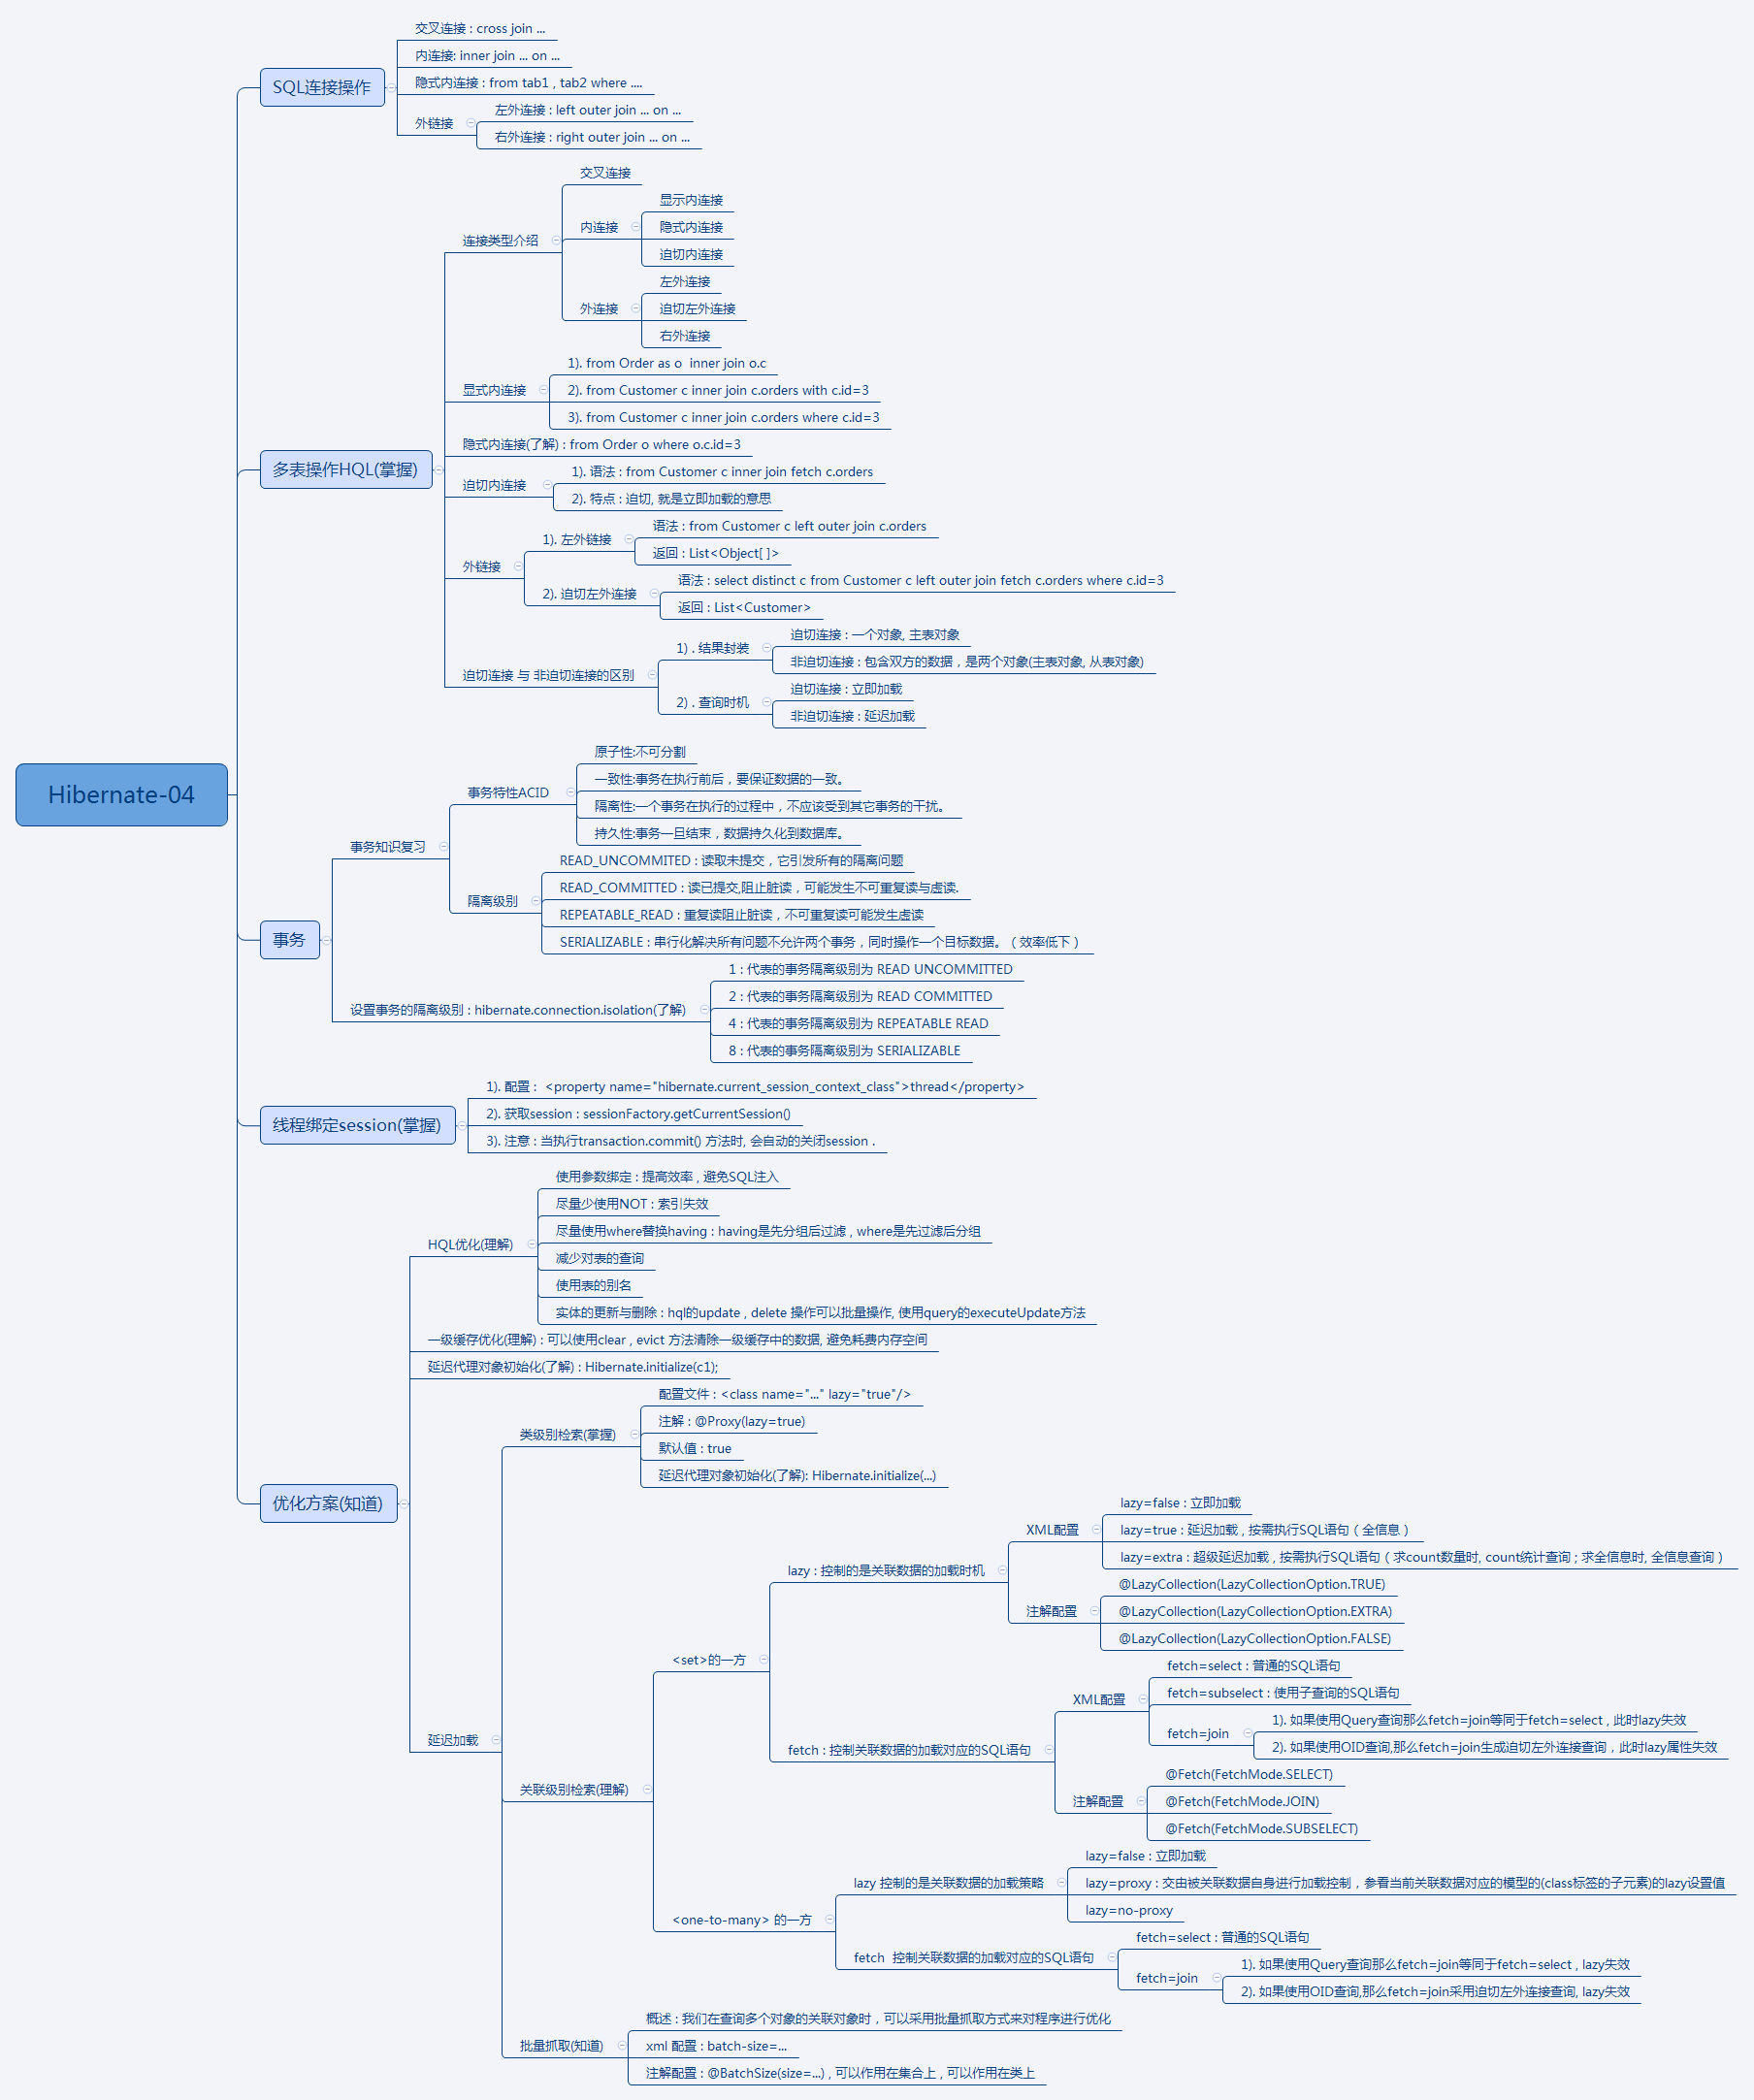 Hibernate-04
SQL连接操作
交叉连接 : cross join ...
内连接: inner join ... on ...
隐式内连接 : from tab1 , tab2 where ....
外链接
左外连接 : left outer join ... on ...
右外连接 : right outer join ... on ...
多表操作HQL(掌握)
连接类型介绍
交叉连接
内连接
显示内连接
隐式内连接
迫切内连接
外连接
左外连接
迫切左外连接
右外连接
显式内连接
1). from Order as o  inner join o.c
2). from Customer c inner join c.orders with c.id=3
3). from Customer c inner join c.orders where c.id=3
隐式内连接(了解) : from Order o where o.c.id=3
迫切内连接
1). 语法 : from Customer c inner join fetch c.orders
2). 特点 : 迫切, 就是立即加载的意思
外链接
1). 左外链接
语法 : from Customer c left outer join c.orders
返回 : List<Object[ ]>
2). 迫切左外连接
语法 : select distinct c from Customer c left outer join fetch c.orders where c.id=3
返回 : List<Customer>
迫切连接 与 非迫切连接的区别
1) . 结果封装
迫切连接 : 一个对象, 主表对象
非迫切连接 : 包含双方的数据，是两个对象(主表对象, 从表对象)
2) . 查询时机
迫切连接 : 立即加载
非迫切连接 : 延迟加载
事务
事务知识复习
事务特性ACID
原子性:不可分割
一致性:事务在执行前后，要保证数据的一致。
隔离性:一个事务在执行的过程中，不应该受到其它事务的干扰。
持久性:事务一旦结束，数据持久化到数据库。
隔离级别
READ_UNCOMMITED : 读取未提交，它引发所有的隔离问题
READ_COMMITTED : 读已提交,阻止脏读，可能发生不可重复读与虚读.
REPEATABLE_READ : 重复读阻止脏读，不可重复读可能发生虚读
SERIALIZABLE : 串行化解决所有问题不允许两个事务，同时操作一个目标数据。（效率低下）
设置事务的隔离级别 : hibernate.connection.isolation(了解)
1 : 代表的事务隔离级别为 READ UNCOMMITTED
2 : 代表的事务隔离级别为 READ COMMITTED
4 : 代表的事务隔离级别为 REPEATABLE READ
8 : 代表的事务隔离级别为 SERIALIZABLE
线程绑定session(掌握)
1). 配置 :  <property name="hibernate.current_session_context_class">thread</property>
2). 获取session : sessionFactory.getCurrentSession()
3). 注意 : 当执行transaction.commit() 方法时, 会自动的关闭session .
优化方案(知道)
HQL优化(理解)
使用参数绑定 : 提高效率 , 避免SQL注入
尽量少使用NOT : 索引失效
尽量使用where替换having : having是先分组后过滤 , where是先过滤后分组
减少对表的查询
使用表的别名
实体的更新与删除 : hql的update , delete 操作可以批量操作, 使用query的executeUpdate方法
一级缓存优化(理解) : 可以使用clear , evict 方法清除一级缓存中的数据, 避免耗费内存空间
延迟代理对象初始化(了解) : Hibernate.initialize(c1);
延迟加载
类级别检索(掌握)
配置文件 : <class name="..." lazy="true"/>
注解 : @Proxy(lazy=true)
默认值 : true
延迟代理对象初始化(了解): Hibernate.initialize(...)
关联级别检索(理解)
<set>的一方
lazy : 控制的是关联数据的加载时机
XML配置
lazy=false : 立即加载
lazy=true : 延迟加载 , 按需执行SQL语句（全信息）
lazy=extra : 超级延迟加载 , 按需执行SQL语句（求count数量时, count统计查询 ; 求全信息时, 全信息查询）
注解配置
@LazyCollection(LazyCollectionOption.TRUE)
@LazyCollection(LazyCollectionOption.EXTRA)
@LazyCollection(LazyCollectionOption.FALSE)
fetch : 控制关联数据的加载对应的SQL语句
XML配置
fetch=select : 普通的SQL语句
fetch=subselect : 使用子查询的SQL语句
fetch=join
1). 如果使用Query查询那么fetch=join等同于fetch=select , 此时lazy失效
2). 如果使用OID查询,那么fetch=join生成迫切左外连接查询，此时lazy属性失效
注解配置
@Fetch(FetchMode.SELECT)
@Fetch(FetchMode.JOIN)
@Fetch(FetchMode.SUBSELECT)
<one-to-many> 的一方
lazy 控制的是关联数据的加载策略
lazy=false : 立即加载
lazy=proxy : 交由被关联数据自身进行加载控制，参看当前关联数据对应的模型的(class标签的子元素)的lazy设置值
lazy=no-proxy
fetch  控制关联数据的加载对应的SQL语句
fetch=select : 普通的SQL语句
fetch=join
1). 如果使用Query查询那么fetch=join等同于fetch=select , lazy失效
2). 如果使用OID查询,那么fetch=join采用迫切左外连接查询, lazy失效
批量抓取(知道)
概述 : 我们在查询多个对象的关联对象时，可以采用批量抓取方式来对程序进行优化
xml 配置 : batch-size=...
注解配置 : @BatchSize(size=...) , 可以作用在集合上 , 可以作用在类上